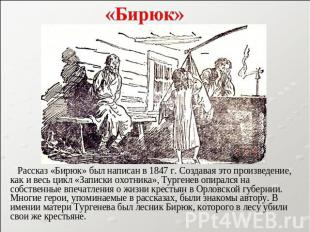 «Бирюк»
Рассказ «Бирюк» был написан в 1847 г. Создавая это произведение,
как и весь цикл «Записки охотника», Тургенев опирался на
собственные впечатления о жизни крестьян в Орловской губернии.
Многие герои, упоминаемые в рассказах, были знакомы автору. В
имении матери Тургенева был лесник Бирюк, которого в лесу убили
свои же крестьяне.